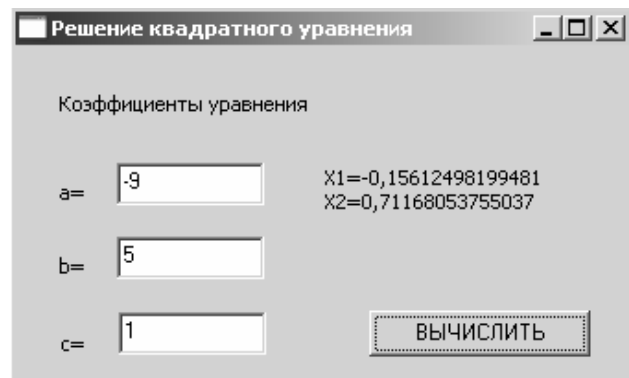 Решение квадратного уравнения
Коэффициенты уравнения
a= -9
X1=-0,15612498199481
X2=0,71168053755037
b= 5
c= 1
ВЫЧИСЛИТЬ